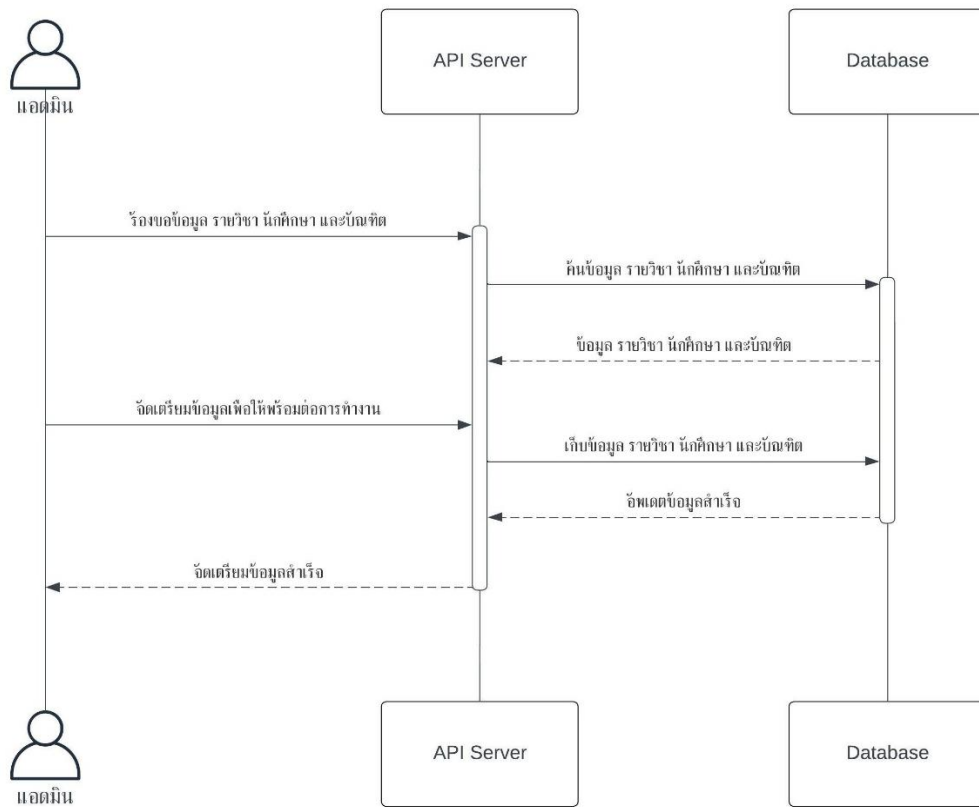 แอดมิน
API Server
Database
ร้องขอข้อมูล รายวิชา นักศึกษา และบัณฑิต
ค้นข้อมูล รายวิชา นักศึกษา และบัณฑิต
ข้อมูล รายวิชา นักศึกษา และบัณฑิต
จัดเตรียมข้อมูลเพื่อให้พร้อมต่อการทำงาน
เก็บข้อมูล รายวิชา นักศึกษา และบัณฑิต
อัพเดตข้อมูลสำเร็จ
จัดเตรียมข้อมูลสำเร็จ
แอดมิน
API Server
Database